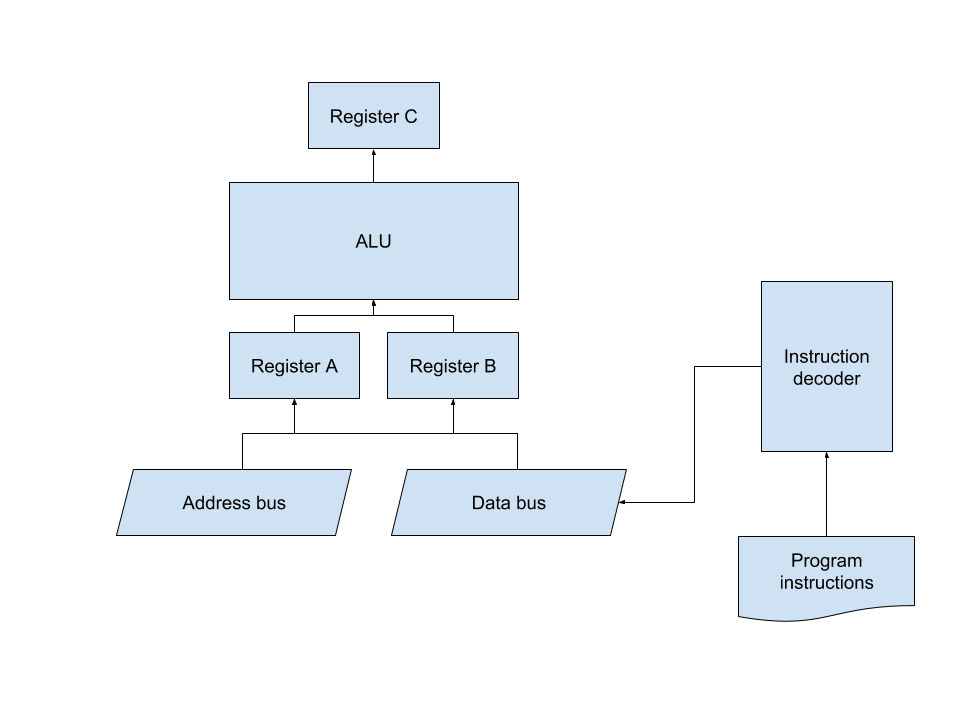 Register C
ALU
Register A
Register B
Instruction
decoder
Address bus
Data bus
Program
instructions